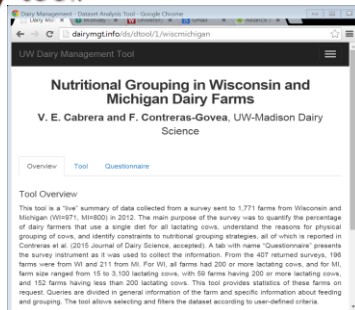 Dairy Management - Dataset Analysis Tool - Google Chrome
dairymgt.info/ds/dtool/1/wiscmichigan
UW Dairy Management Tool
Nutritional Grouping in Wisconsin and
Michigan Dairy Farms
V. E. Cabrera and F. Contreras-Govea, UW-Madison Dairy
Science
Overview Tool Questionnaire
Tool Overview
This tool is a "live" summary of data collected from a survey sent to 1,771 farms from Wisconsin and
Michigan (WI=971, MI=800) in 2012. The main purpose of the survey was to quantify the percentage
of dairy farmers that use a single diet for all lactating cows, understand the reasons for physical
grouping of cows, and identify constraints to nutritional grouping strategies, all of which is reported in
Contreras et al. (2015 Journal of Dairy Science, accepted). A tab with name "Questionnaire" presents
the survey instrument as it was used to collect the information. From the 407 returned surveys, 196
farms were from WI and 211 from MI. For WI, all farms had 200 or more lactating cows, and for MI,
farm size ranged from 15 to 3,100 lactating cows, with 59 farms having 200 or more lactating cows,
and 152 farms having less than 200 lactating cows. This tool provides statistics of these farms on
request. Queries are divided in general information of the farm and specific information about feeding
and grouping. The tool allows selecting and filters the dataset according to user-defined criteria.